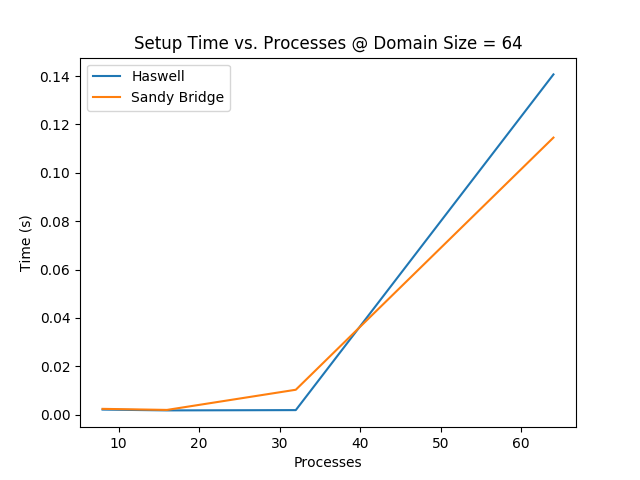 Setup Time vs. Processes @ Domain Size = 64
Haswell
Sandy Bridge
Time (s)
0.14
0.12
0.10
0.08
0.06
0.04
0.02
0.00
10 20 30 40 50 60
Processes